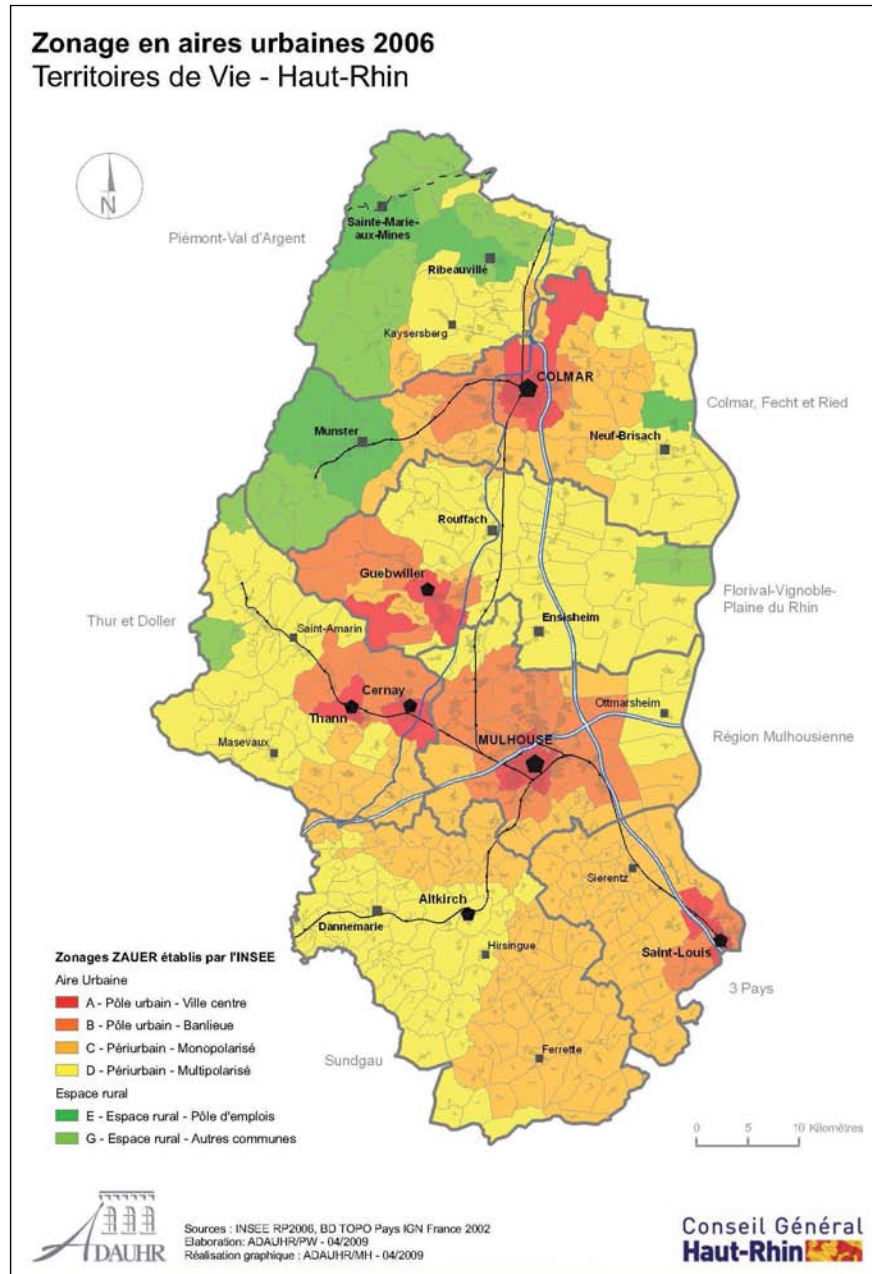 Zonage en aires urbaines 2006
Territoires de Vie - Haut-Rhin
N
Piémont-Val d'Argent
Sainte-Marie-
aux-Mines
Ribeauvillé
Kaysersberg
COLMAR
Colmar, Fecht et Ried
Munster
Neuf-Brisach
Rouffach
Guebwiller
Florival-Vignoble-
Plaine du Rhin
Thur et Doller
Saint-Amarin
Ensisheim
Cernay
Thann
Ottmarsheim
MULHOUSE
Région Mulhousienne
Masevaux
Sierentz
Altkirch
Dannemarie
Hirsingue
Saint-Louis
3 Pays
Sundgau
Ferrette
Zonages ZAUER établis par l'INSEE
Aire Urbaine
A - Pôle urbain - Ville centre
B - Pôle urbain - Banlieue
C - Périurbain - Monopolarisé
D - Périurbain - Multipolarisé
Espace rural
E - Espace rural - Pôle d'emplois
G - Espace rural - Autres communes
0 5 10 Kilomètres
ADAUHR
Sources : INSEE RP2006, BD TOPO Pays IGN France 2002
Elaboration: ADAUHR/PW - 04/2009
Réalisation graphique : ADAUHR/MH - 04/2009
Conseil Général
Haut-Rhin